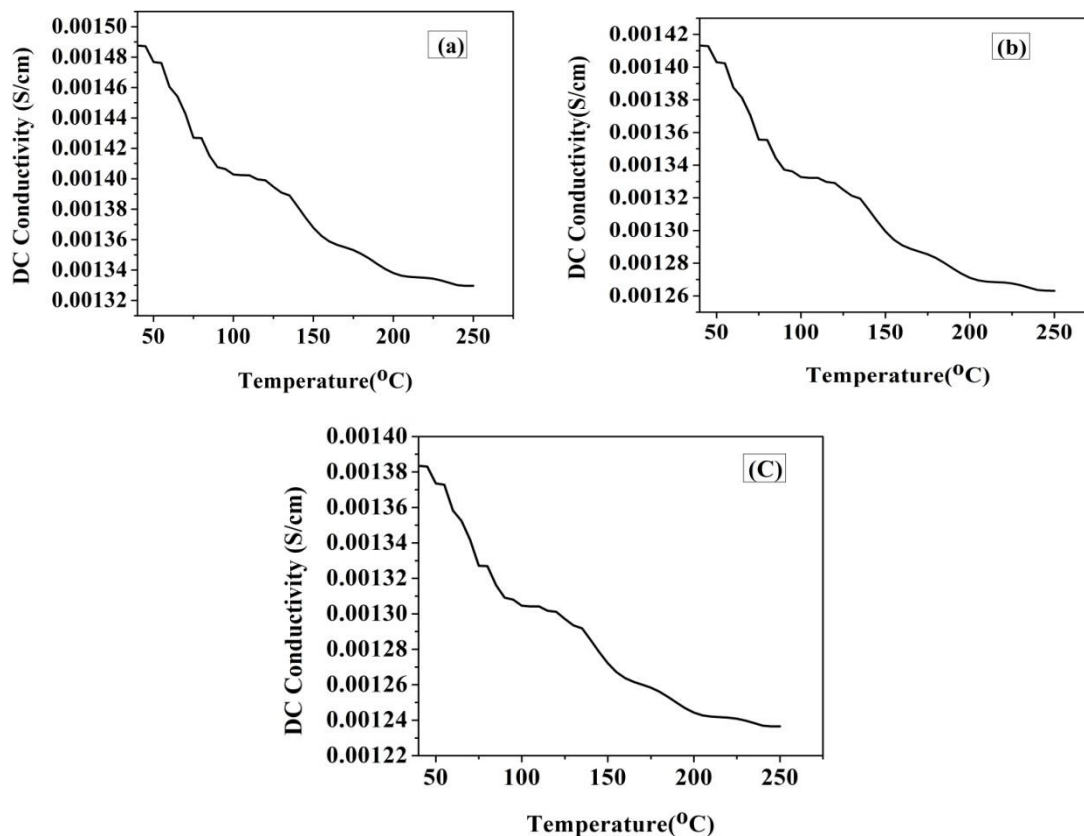 (a)
DC Conductivity (S/cm)
0.00150
0.00148
0.00146
0.00144
0.00142
0.00140
0.00138
0.00136
0.00134
0.00132
50 100 150 200 250
Temperature(⁰C)
(b)
DC Conductivity(S/cm)
0.00142
0.00140
0.00138
0.00136
0.00134
0.00132
0.00130
0.00128
0.00126
50 100 150 200 250
Temperature(⁰C)
(C)
DC Conductivity (S/cm)
0.00140
0.00138
0.00136
0.00134
0.00132
0.00130
0.00128
0.00126
0.00124
0.00122
50 100 150 200 250
Temperature(⁰C)